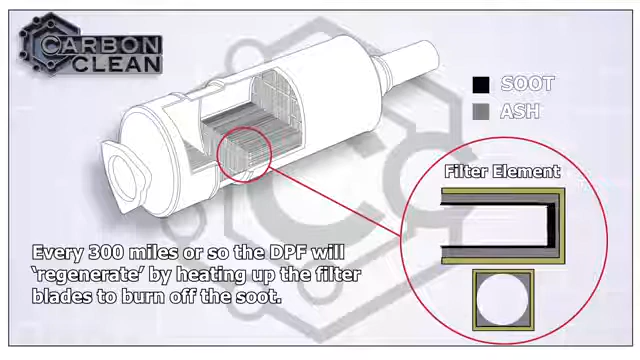 CARBON
CLEAN
SOOT
ASH
Filter Element
Every 300 miles or so the DPF will
‘regenerate’ by heating up the filter
blades to burn off the soot.